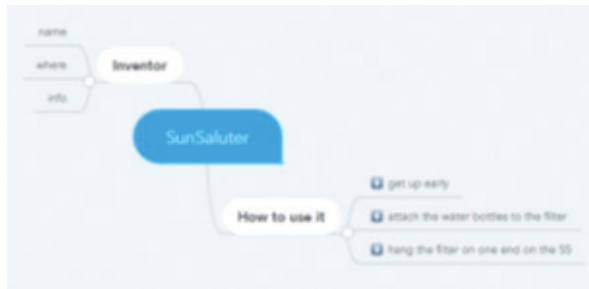 name
where
info
Inventor
SunSaluter
How to use it
get up early
attach the water bottles to the filter
hang the filter on one end on the SS